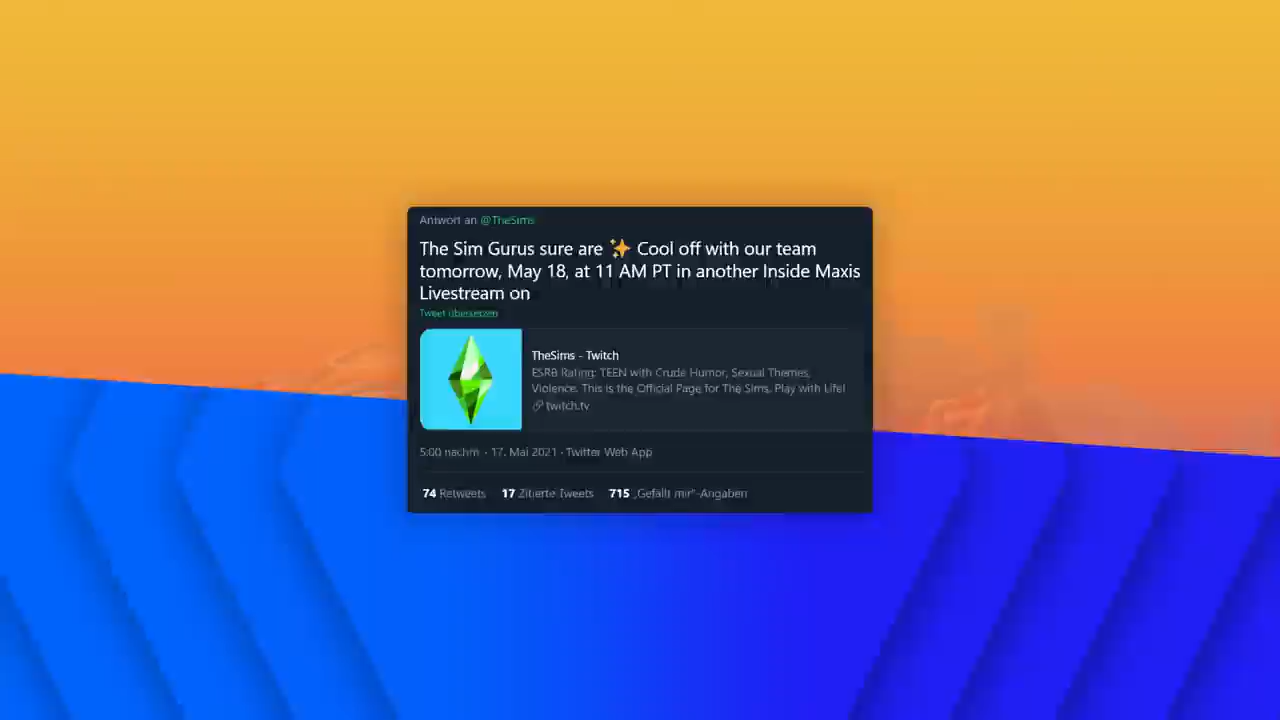 Antwort an @TheSims
The Sim Gurus sure are ✨ Cool off with our team
tomorrow, May 18, at 11 AM PT in another Inside Maxis
Livestream on
Tweet übersetzen
TheSims - Twitch
ESRB Rating: TEEN with Crude Humor, Sexual Themes,
Violence. This is the Official Page for The Sims. Play with Life!
twitch.tv
5:00 nachm · 17. Mai 2021 · Twitter Web App
74 Retweets 17 Zitierte Tweets 715 „Gefällt mir“-Angaben